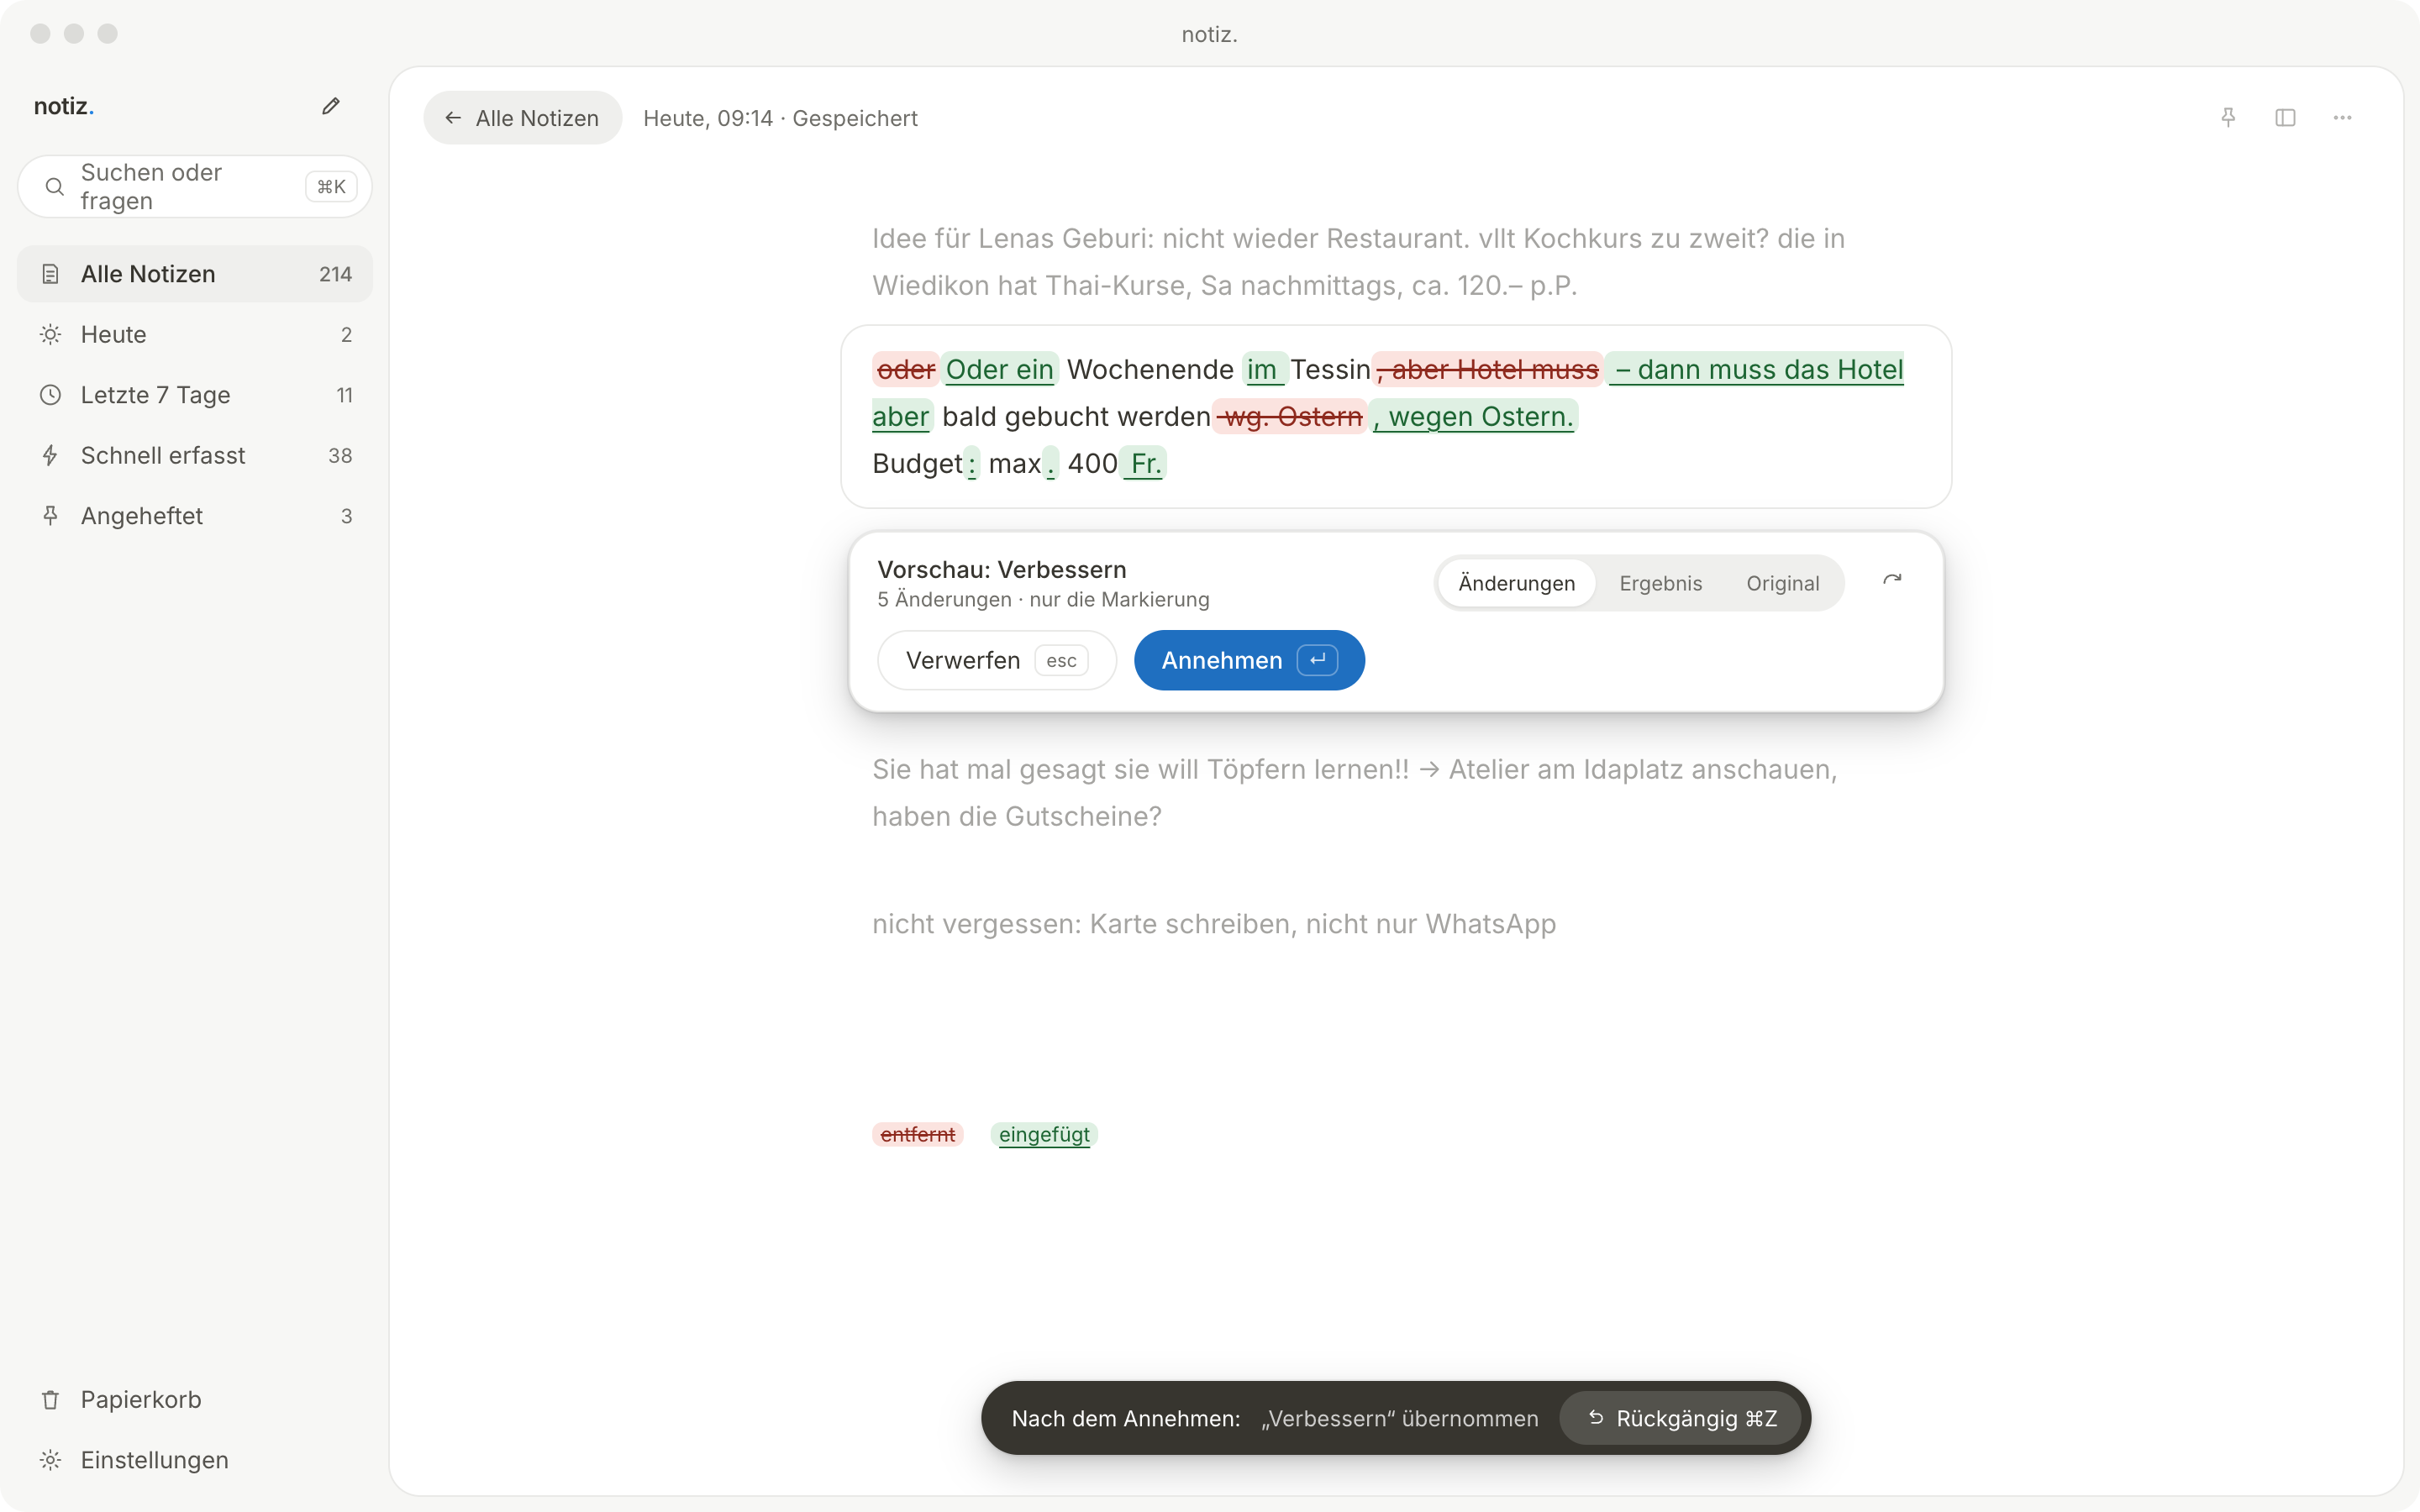 notiz.
notiz.
Suchen oder
fragen
⌘K
Alle Notizen 214
Heute 2
Letzte 7 Tage 11
Schnell erfasst 38
Angeheftet 3
Papierkorb
Einstellungen
← Alle Notizen
Heute, 09:14 · Gespeichert
Idee für Lenas Geburi: nicht wieder Restaurant. vllt Kochkurs zu zweit? die in
Wiedikon hat Thai-Kurse, Sa nachmittags, ca. 120.– p.P.
oder Oder ein Wochenende im Tessin, aber Hotel muss – dann muss das Hotel
aber bald gebucht werden wg. Ostern, wegen Ostern.
Budget: max. 400 Fr.
Vorschau: Verbessern
5 Änderungen · nur die Markierung
Änderungen Ergebnis Original
Verwerfen esc
Annehmen ↵
Sie hat mal gesagt sie will Töpfern lernen!! → Atelier am Idaplatz anschauen,
haben die Gutscheine?
nicht vergessen: Karte schreiben, nicht nur WhatsApp
entfernt eingefügt
Nach dem Annehmen: „Verbessern“ übernommen Rückgängig ⌘Z